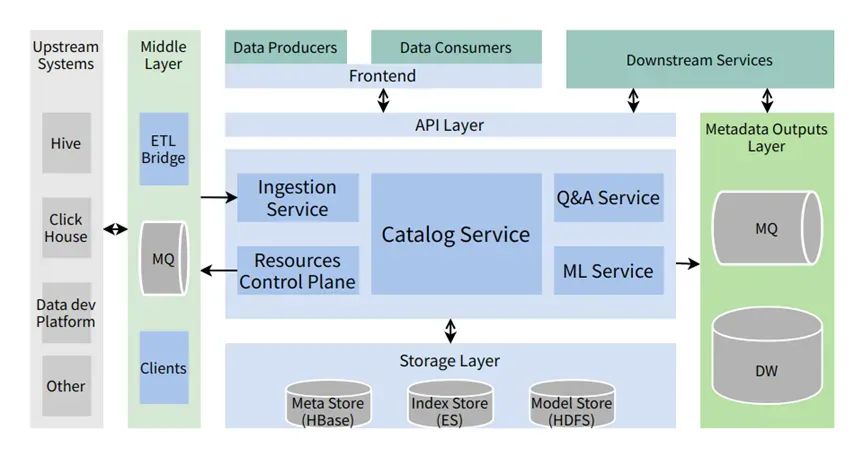 Upstream
Systems
Hive
Click
House
Data dev
Platform
Other
Middle
Layer
ETL
Bridge
MQ
Clients
Data Producers
Data Consumers
Frontend
Downstream Services
API Layer
Ingestion
Service
Resources
Control Plane
Catalog Service
Q&A Service
ML Service
Storage Layer
Meta Store
(HBase)
Index Store
(ES)
Model Store
(HDFS)
Metadata Outputs
Layer
MQ
DW